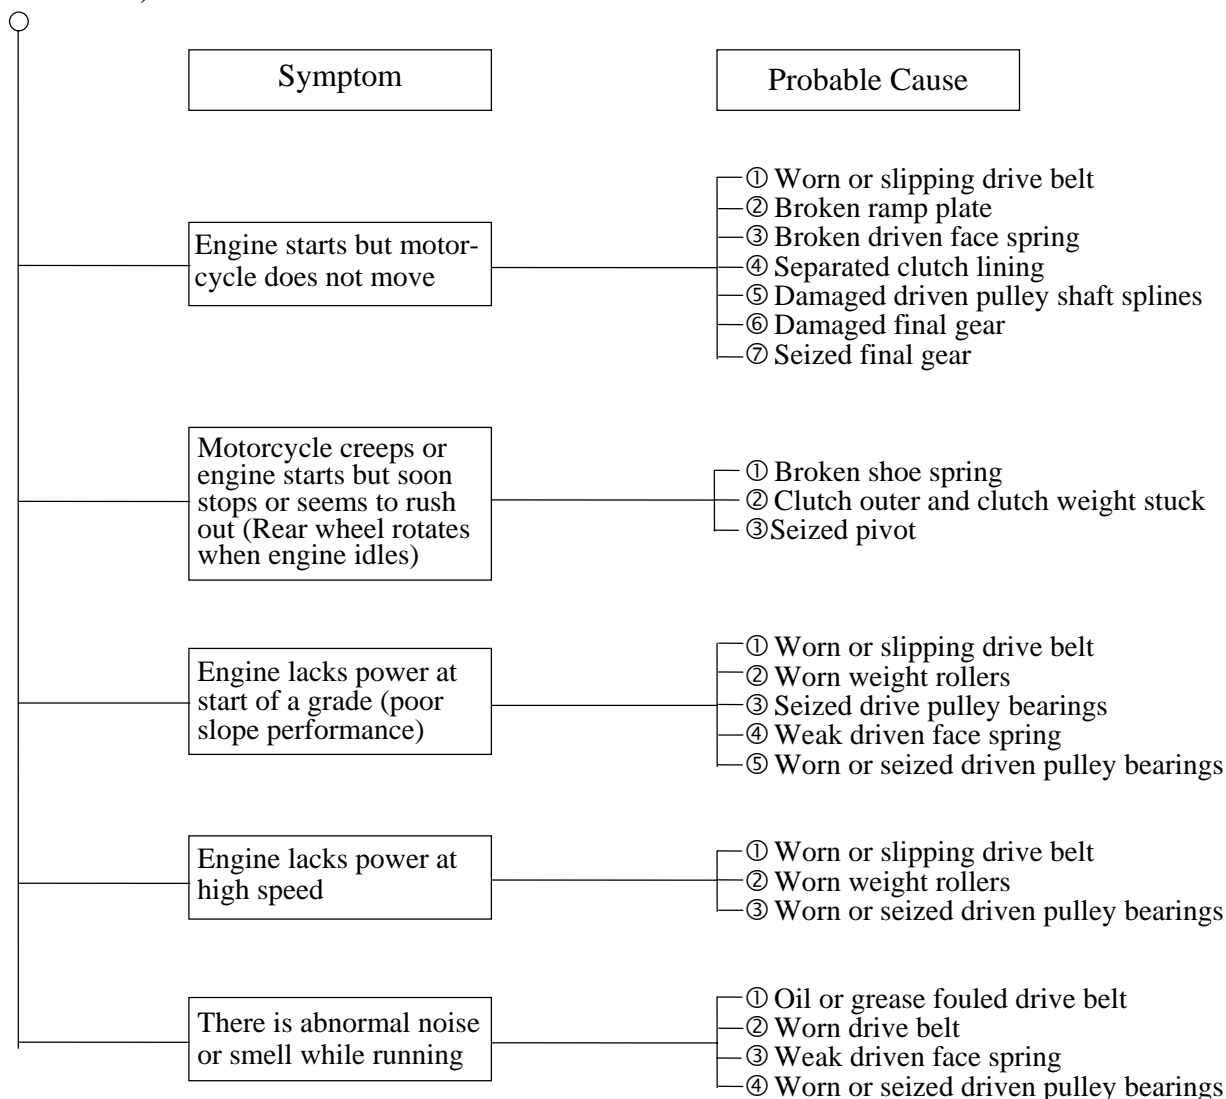 Symptom
Probable Cause
Engine starts but motor-
cycle does not move
① Worn or slipping drive belt
② Broken ramp plate
③ Broken driven face spring
④ Separated clutch lining
⑤ Damaged driven pulley shaft splines
⑥ Damaged final gear
⑦ Seized final gear
Motorcycle creeps or
engine starts but soon
stops or seems to rush
out (Rear wheel rotates
when engine idles)
① Broken shoe spring
② Clutch outer and clutch weight stuck
③Seized pivot
Engine lacks power at
start of a grade (poor
slope performance)
① Worn or slipping drive belt
② Worn weight rollers
③ Seized drive pulley bearings
④ Weak driven face spring
⑤ Worn or seized driven pulley bearings
Engine lacks power at
high speed
① Worn or slipping drive belt
② Worn weight rollers
③ Worn or seized driven pulley bearings
There is abnormal noise
or smell while running
① Oil or grease fouled drive belt
② Worn drive belt
③ Weak driven face spring
④ Worn or seized driven pulley bearings